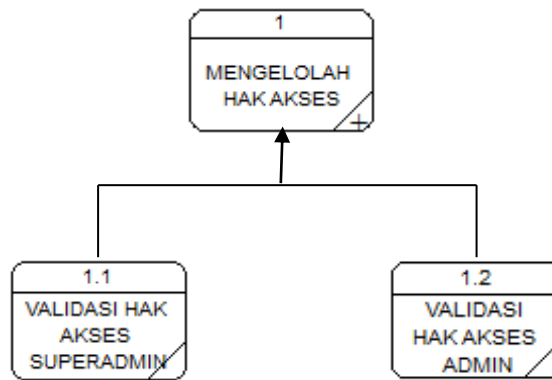 1
MENGELOLAH
HAK AKSES
+
1.1
VALIDASI HAK
AKSES
SUPERADMIN
1.2
VALIDASI
HAK AKSES
ADMIN